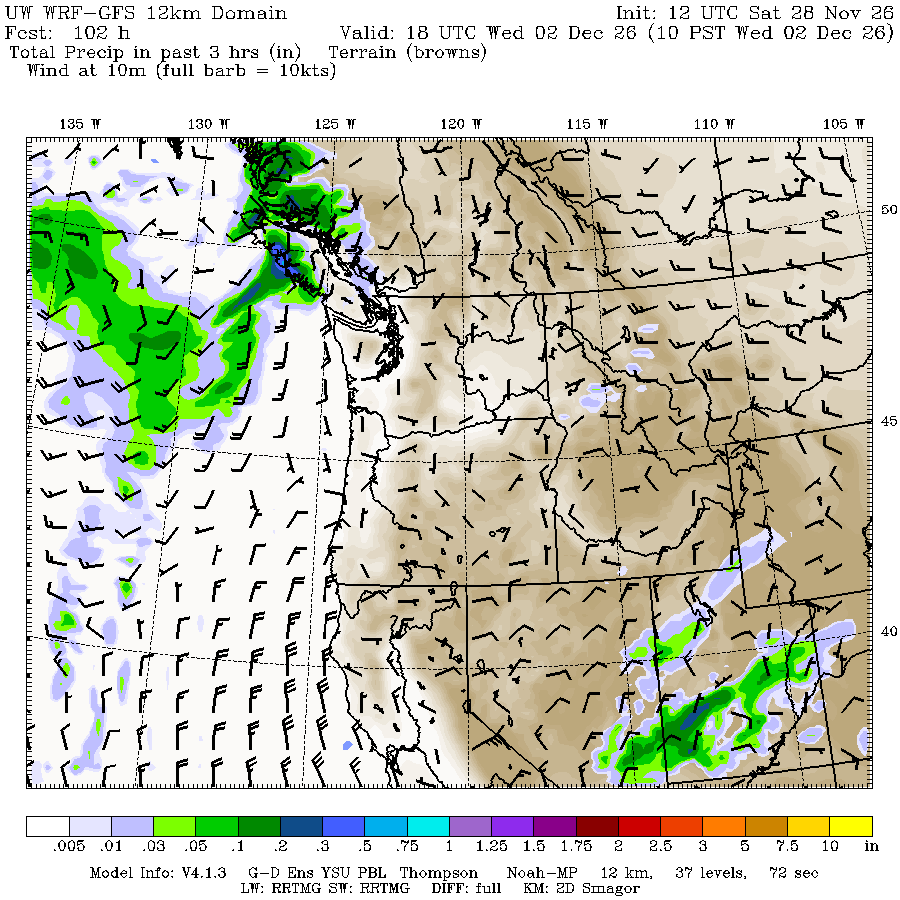 UW WRF-GFS 12km Domain Init: 12 UTC Sat 28 Nov 26
Fcst: 102 h Valid: 18 UTC Wed 02 Dec 26 (10 PST Wed 02 Dec 26)
Total Precip in past 3 hrs (in) Terrain (browns)
Wind at 10m (full barb = 10kts)
135 W 130 W 125 W 120 W 115 W 110 W 105 W
50
45
40
.005 .01 .03 .05 .1 .2 .3 .5 .75 1 1.25 1.5 1.75 2 2.5 3 5 7.5 10 in
Model Info: V4.1.3 G-D Ens YSU PBL Thompson Noah-MP 12 km, 37 levels, 72 sec
LW: RRTMG SW: RRTMG DIFF: full KM: 2D Smagor